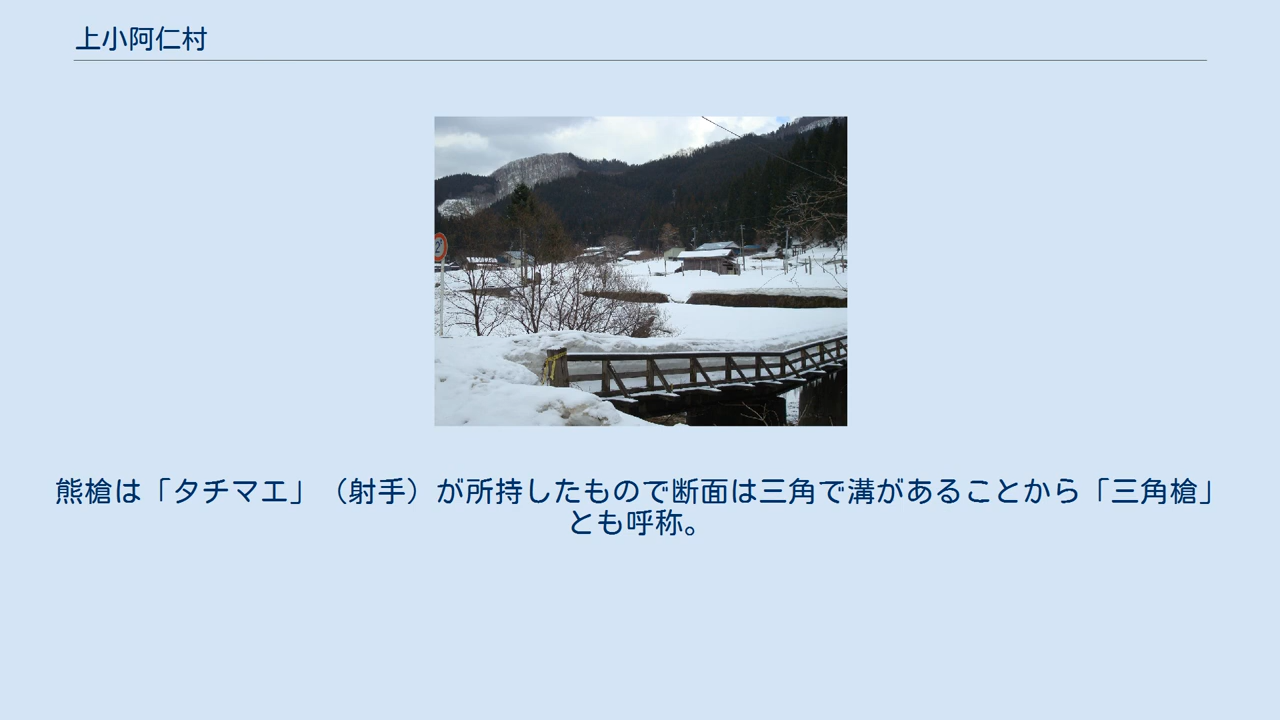 上小阿仁村
熊槍は「タチマエ」（射手）が所持したもので断面は三角で溝があることから「三角槍」
とも呼称。